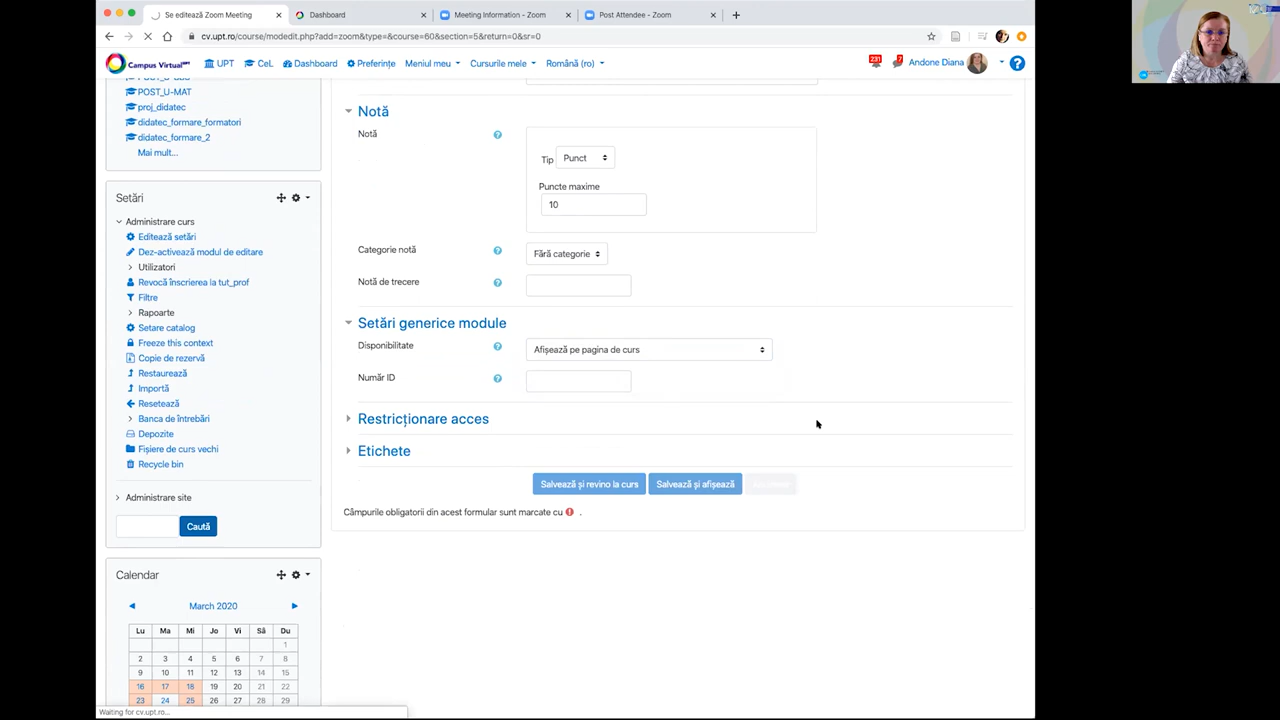 Se editează Zoom Meeting
Dashboard
Meeting Information - Zoom
Post Attendee - Zoom
cv.upt.ro/course/modedit.php?add=zoom&type=&course=60&section=5&return=0&sr=0
Campus Virtual UPT
UPT
CeL
Dashboard
Preferințe
Meniul meu
Cursurile mele
Română (ro)
231
7
Andone Diana
POST_U-MAT
proj_didatec
didatec_formare_formatori
didatec_formare_2
Mai mult...
Setări
Administrare curs
Editează setări
Dez-activează modul de editare
Utilizatori
Revocă înscrierea la tut_prof
Filtre
Rapoarte
Setare catalog
Freeze this context
Copie de rezervă
Restaurează
Importă
Resetează
Banca de întrebări
Depozite
Fișiere de curs vechi
Recycle bin
Administrare site
Caută
Calendar
March 2020
Lu Ma Mi Jo Vi Sâ Du
1
2 3 4 5 6 7 8
9 10 11 12 13 14 15
16 17 18 19 20 21 22
23 24 25 26 27 28 29
Notă
Notă
Tip Punct
Puncte maxime
10
Categorie notă
Fără categorie
Notă de trecere
Setări generice module
Disponibilitate
Afișează pe pagina de curs
Număr ID
Restricționare acces
Etichete
Salvează și revino la curs
Salvează și afișează
Câmpurile obligatorii din acest formular sunt marcate cu .
Waiting for cv.upt.ro...